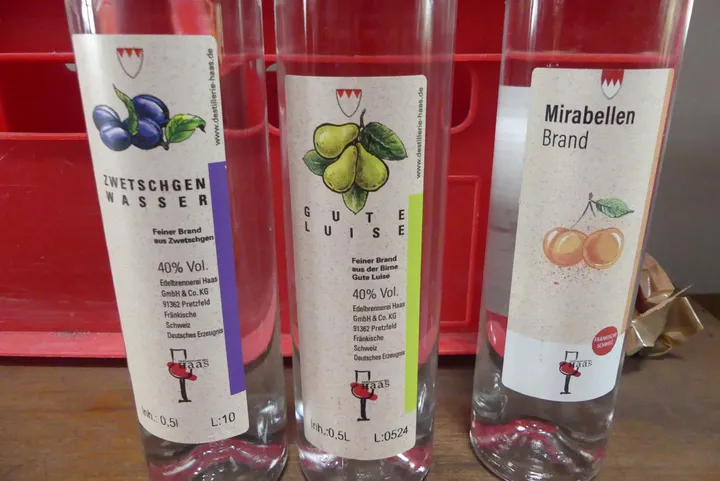 www.destillerie-haas.de
ZWETSCHGEN
WASSER
Feiner Brand
aus Zwetschgen
40% Vol.
Edelbrennerei Haas
GmbH & Co. KG
91362 Pretzfeld
Fränkische
Schweiz
Deutsches Erzeugnis
Haas
Inh.:0,5l
L:10
www.destillerie-haas.de
GUTE
LUISE
Feiner Brand
aus der Birne
Gute Luise
40% Vol.
Edelbrennerei Haas
GmbH & Co. KG
91362 Pretzfeld
Fränkische
Schweiz
Deutsches Erzeugnis
Haas
Inh.:0,5L
L:0524
Mirabellen
Brand
FRÄNKISCHE
SCHWEIZ
Haas